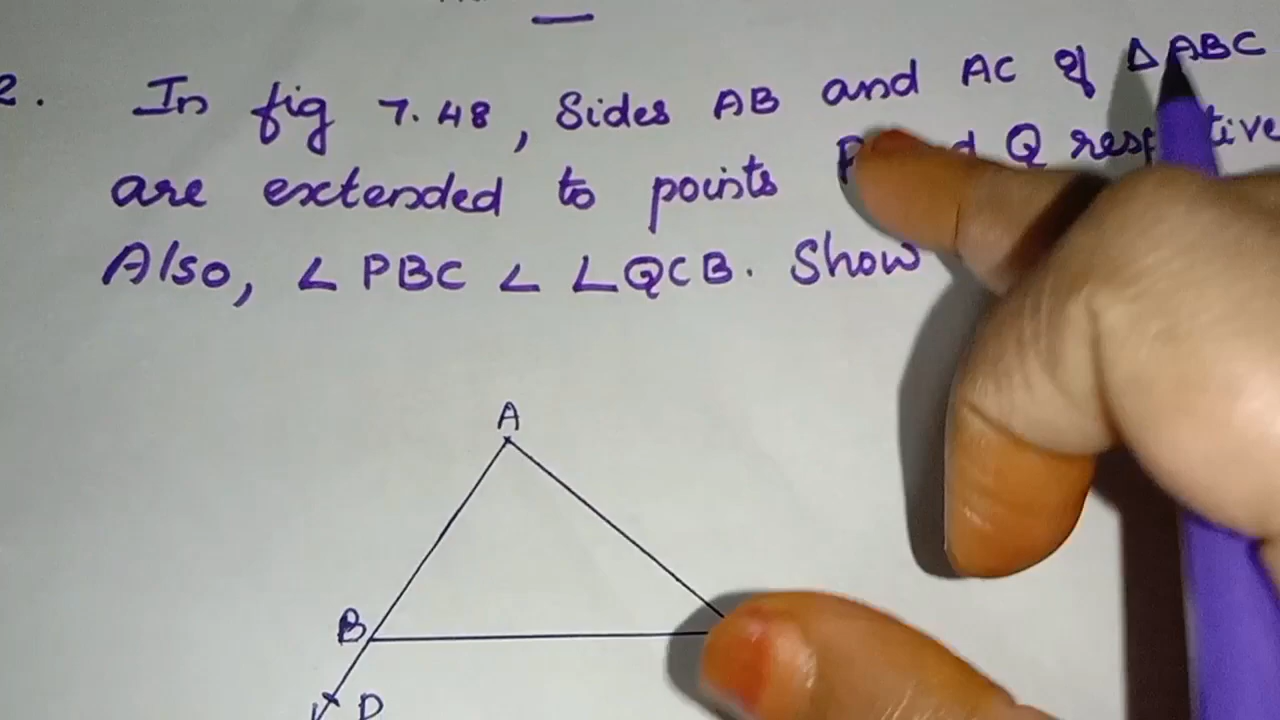 2. In fig 7.48, Sides AB and AC of ΔABC
are extended to points Q
Also, ∠PBC < ∠QCB. Show
A
B